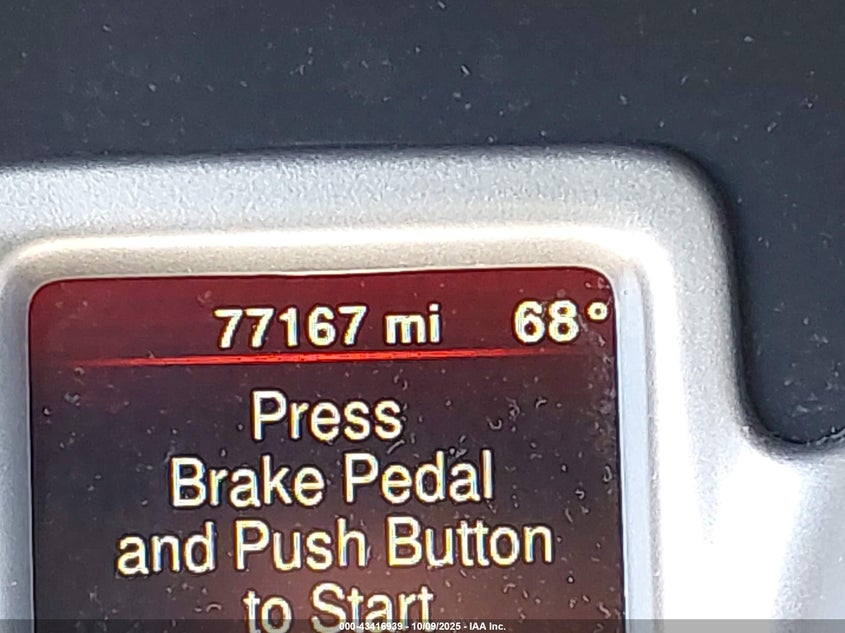 77167 mi 68°
Press
Brake Pedal
and Push Button
to Start
000-43416939 - 10/09/2025 - IAA Inc.